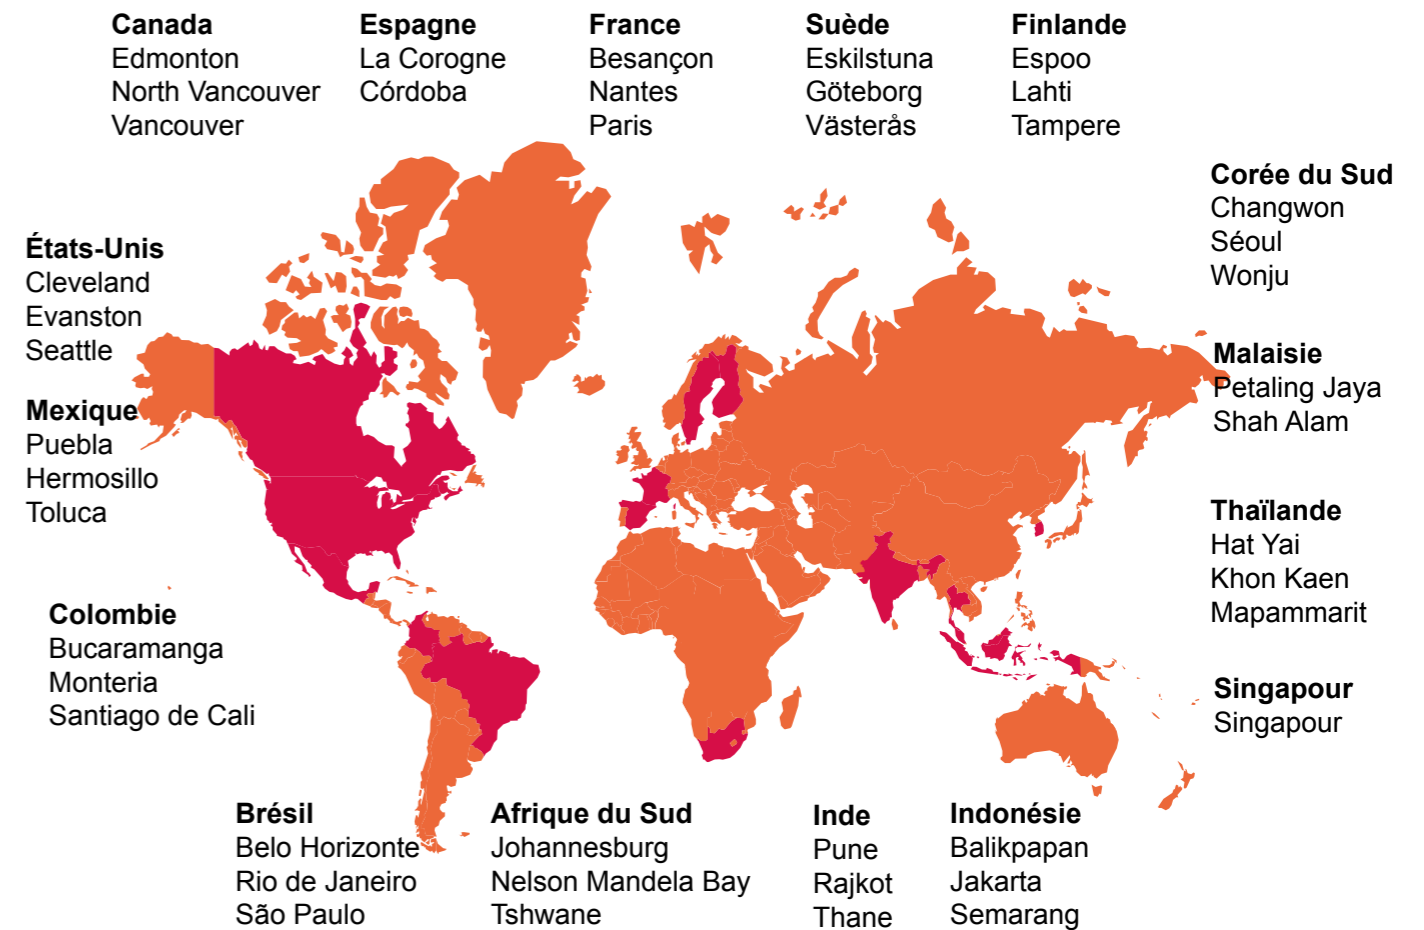 Canada
Edmonton
North Vancouver
Vancouver
Espagne
La Corogne
Córdoba
France
Besançon
Nantes
Paris
Suède
Eskilstuna
Göteborg
Västerås
Finlande
Espoo
Lahti
Tampere
Corée du Sud
Changwon
Séoul
Wonju
États-Unis
Cleveland
Evanston
Seattle
Malaisie
Petaling Jaya
Shah Alam
Mexique
Puebla
Hermosillo
Toluca
Thaïlande
Hat Yai
Khon Kaen
Mapammarit
Colombie
Bucaramanga
Monteria
Santiago de Cali
Singapour
Singapour
Brésil
Belo Horizonte
Rio de Janeiro
São Paulo
Afrique du Sud
Johannesburg
Nelson Mandela Bay
Tshwane
Inde
Pune
Rajkot
Thane
Indonésie
Balikpapan
Jakarta
Semarang